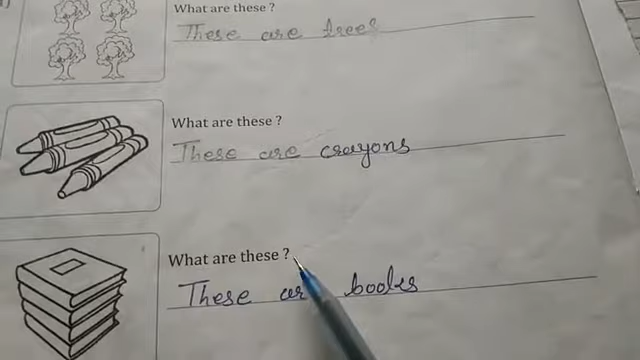 What are these ?
These are trees
What are these ?
These are crayons
What are these ?
These are books